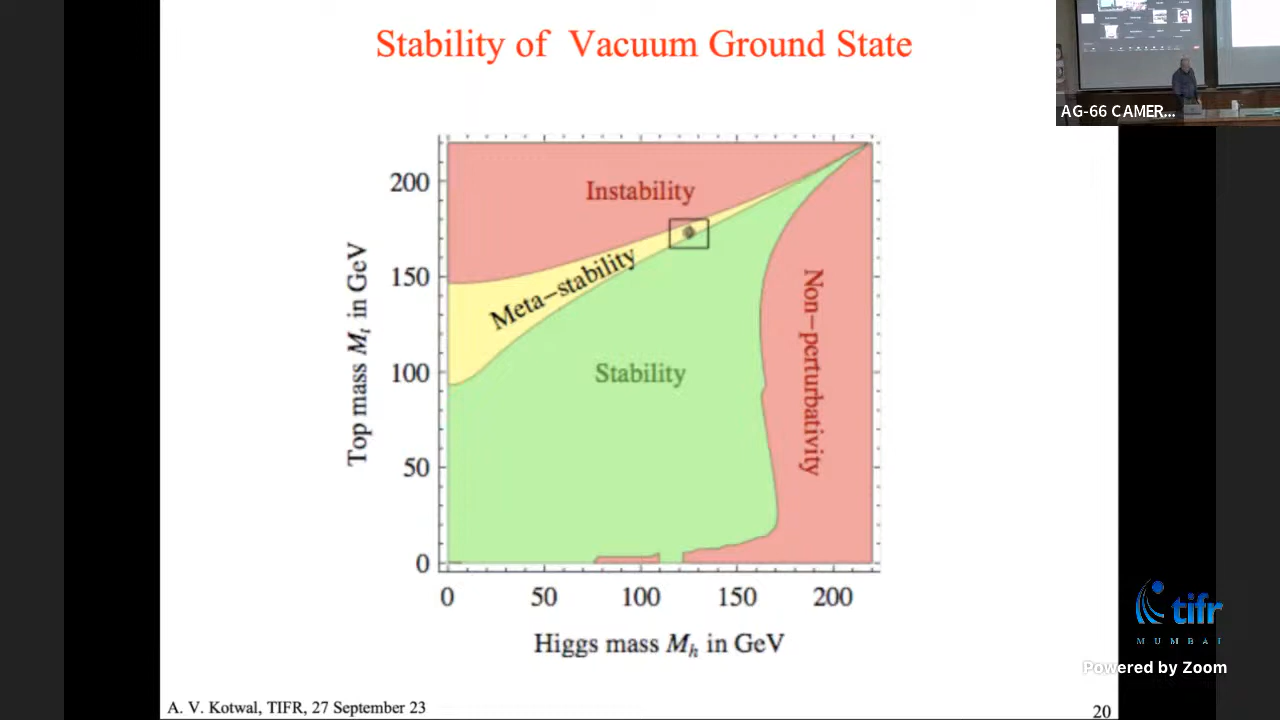 Stability of Vacuum Ground State
AG-66 CAMER...
Instability
Meta-stability
Stability
Non-perturbativity
Top mass Mt in GeV
200
150
100
50
0
0 50 100 150 200
Higgs mass Mh in GeV
tifr
MUMBAI
Powered by Zoom
A. V. Kotwal, TIFR, 27 September 23
20